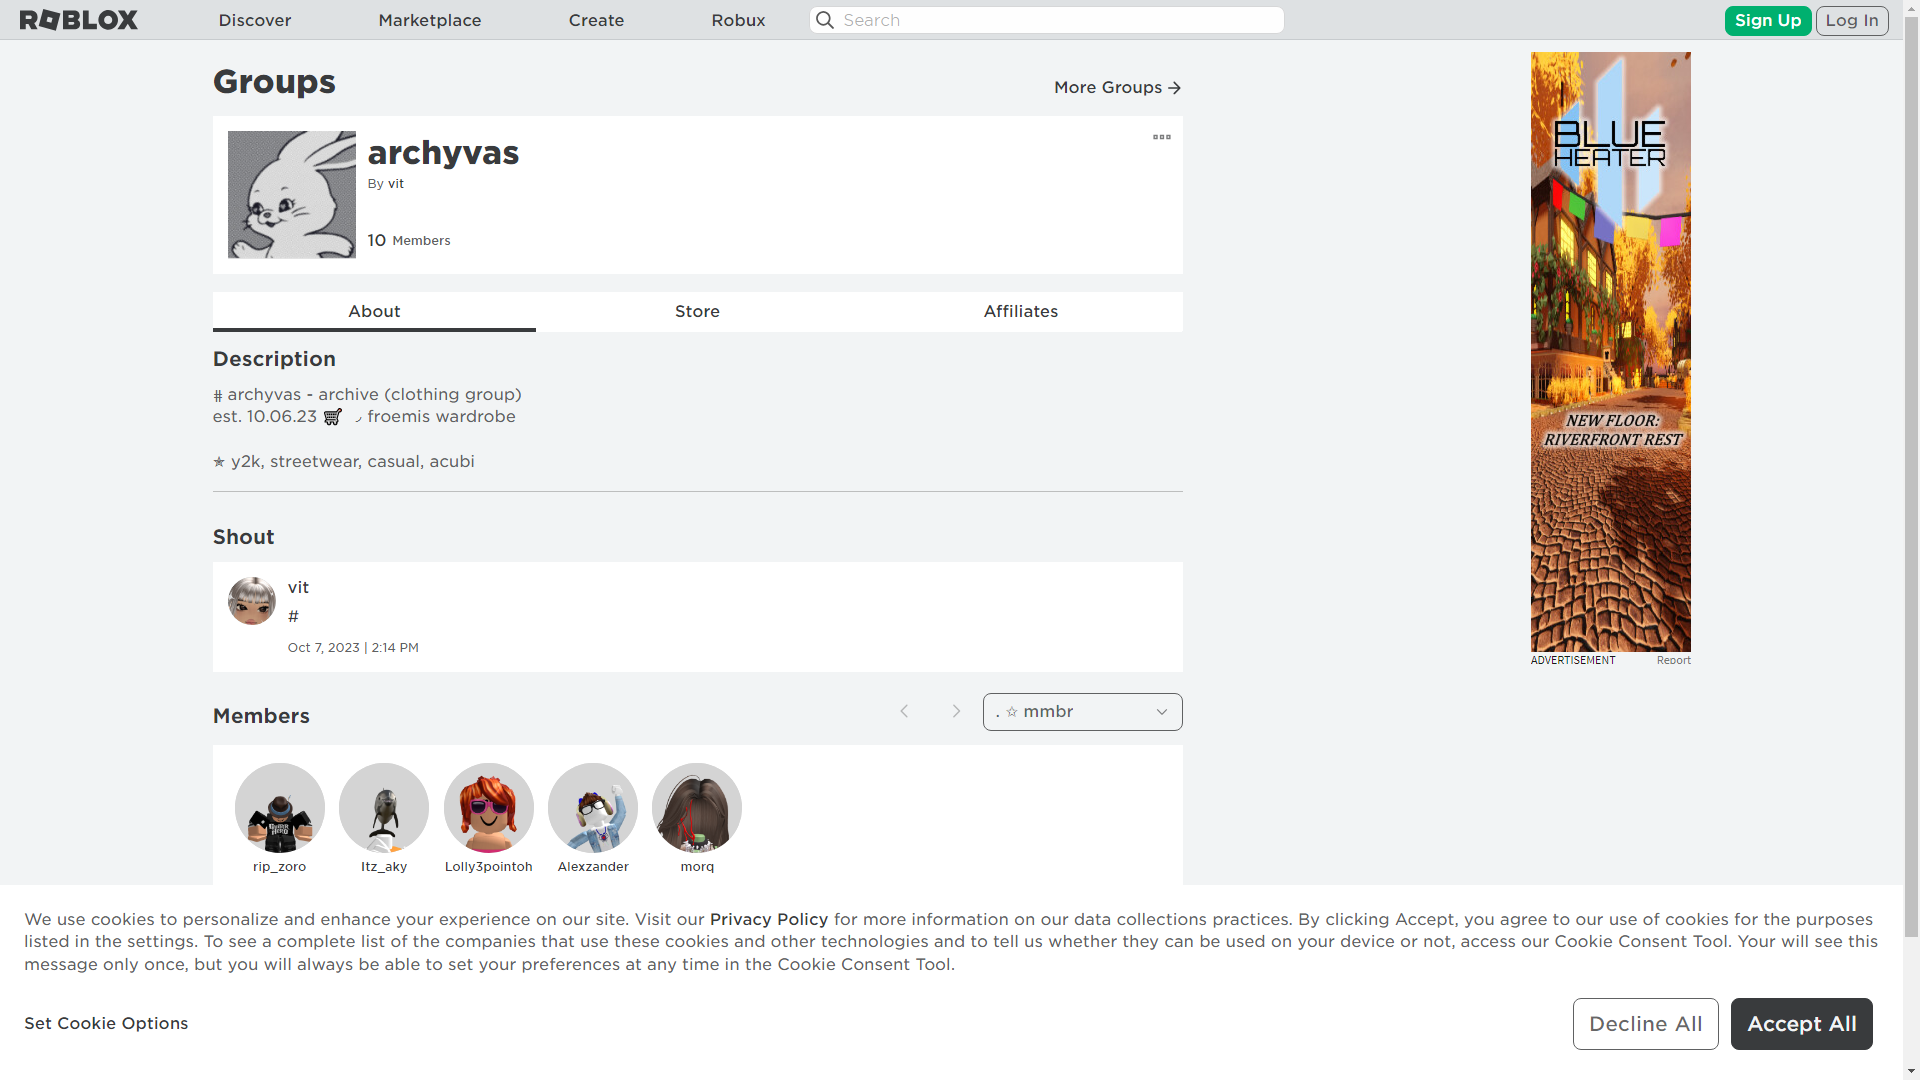 ROBLOX
Discover
Marketplace
Create
Robux
Search
Sign Up
Log In
Groups
More Groups
archyvas
By vit
10 Members
About
Store
Affiliates
Description
⧺ archyvas - archive (clothing group)
est. 10.06.23 🛒 ◞ froemis wardrobe
✯ y2k, streetwear, casual, acubi
Shout
vit
#
Oct 7, 2023 | 2:14 PM
Members
. ☆ mmbr
rip_zoro
Itz_aky
Lolly3pointoh
Alexzander
morq
BLUE
HEATER
NEW FLOOR:
RIVERFRONT REST
ADVERTISEMENT
Report
We use cookies to personalize and enhance your experience on our site. Visit our Privacy Policy for more information on our data collections practices. By clicking Accept, you agree to our use of cookies for the purposes
listed in the settings. To see a complete list of the companies that use these cookies and other technologies and to tell us whether they can be used on your device or not, access our Cookie Consent Tool. Your will see this
message only once, but you will always be able to set your preferences at any time in the Cookie Consent Tool.
Set Cookie Options
Decline All
Accept All